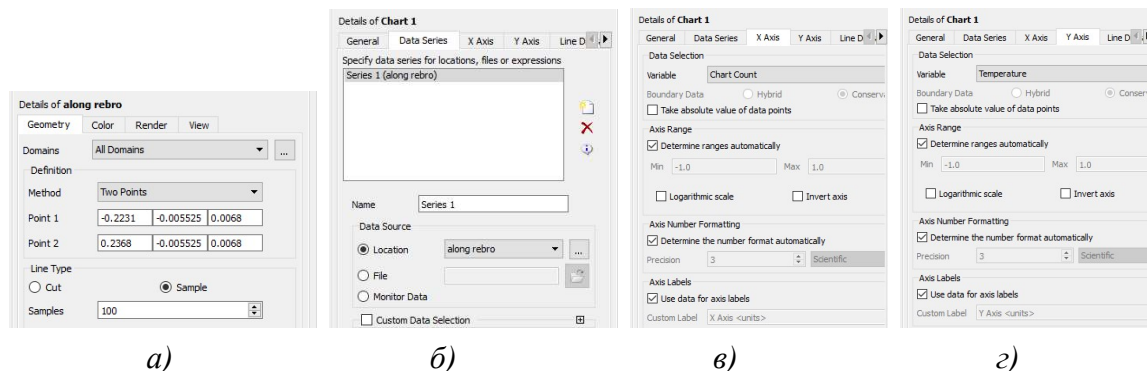 Details of along rebro
Geometry Color Render View
Domains All Domains ...
Definition
Method Two Points
Point 1 -0.2231 -0.005525 0.0068
Point 2 0.2368 -0.005525 0.0068
Line Type
Cut Sample
Samples 100
а)
Details of Chart 1
General Data Series X Axis Y Axis Line D
Specify data series for locations, files or expressions
Series 1 (along rebro)
Name Series 1
Data Source
Location along rebro ...
File
Monitor Data
Custom Data Selection
б)
Details of Chart 1
General Data Series X Axis Y Axis Line D
Data Selection
Variable Chart Count
Boundary Data Hybrid Conserva
Take absolute value of data points
Axis Range
Determine ranges automatically
Min -1.0 Max 1.0
Logarithmic scale Invert axis
Axis Number Formatting
Determine the number format automatically
Precision 3 Scientific
Axis Labels
Use data for axis labels
Custom Label X Axis <units>
в)
Details of Chart 1
General Data Series X Axis Y Axis Line D
Data Selection
Variable Temperature
Boundary Data Hybrid Conser
Take absolute value of data points
Axis Range
Determine ranges automatically
Min -1.0 Max 1.0
Logarithmic scale Invert axis
Axis Number Formatting
Determine the number format automatically
Precision 3 Scientific
Axis Labels
Use data for axis labels
Custom Label Y Axis <units>
г)